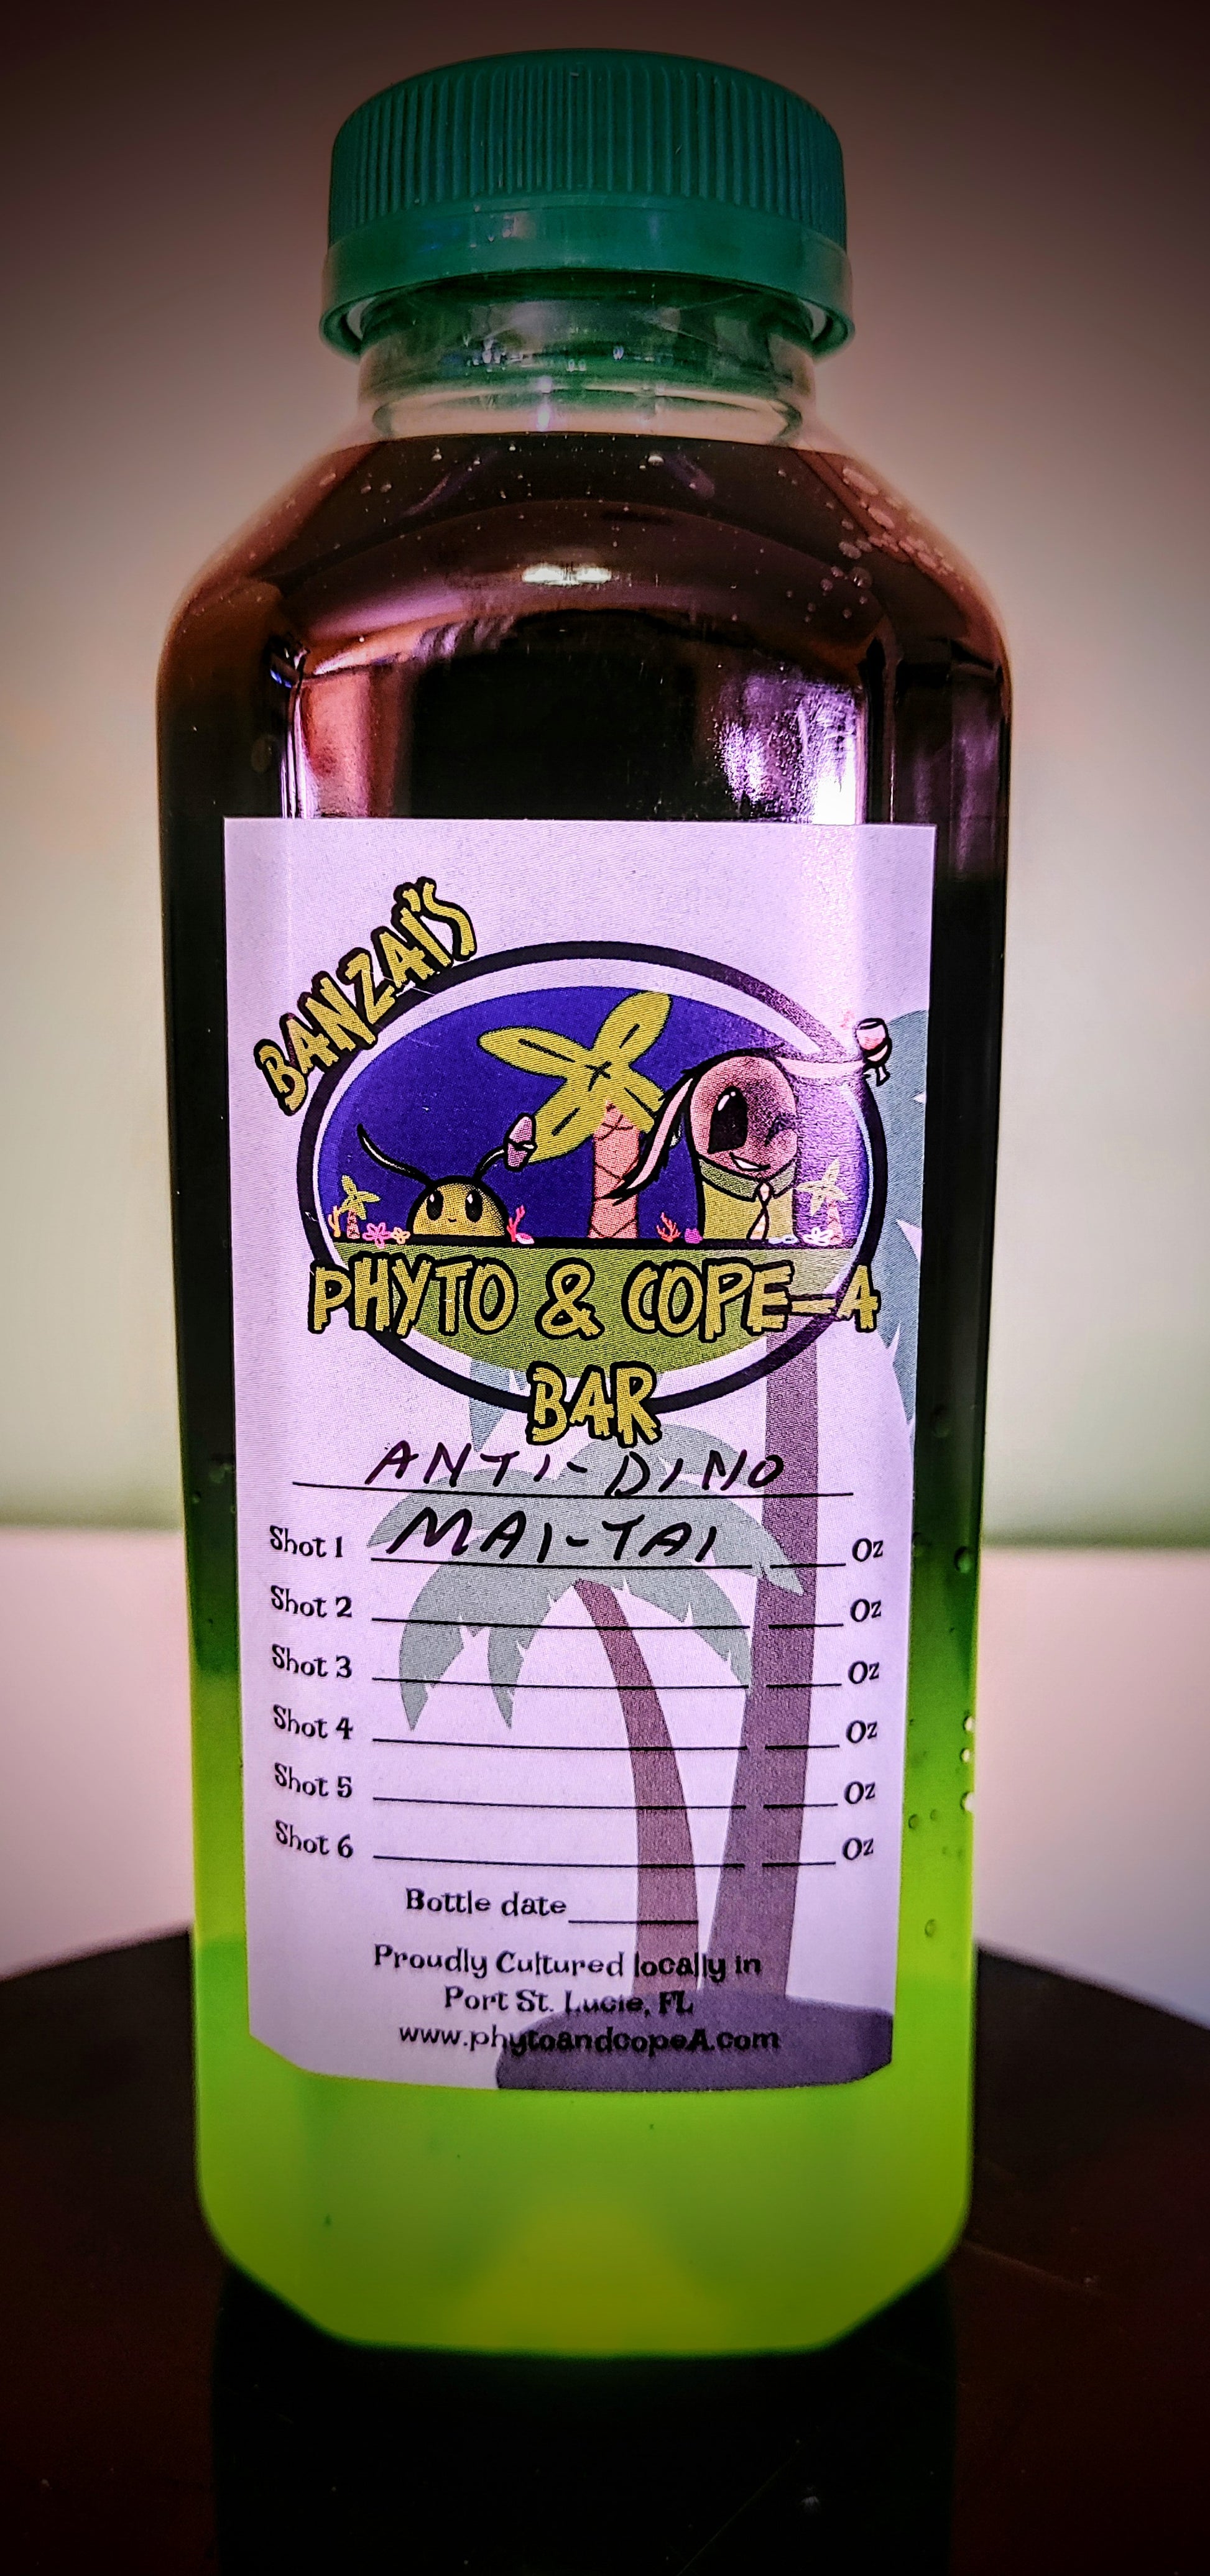 BANZAI'S
PHYTO & COPE-A
BAR
ANTI-DINO
Shot 1 MAI-TAI Oz
Shot 2 Oz
Shot 3 Oz
Shot 4 Oz
Shot 5 Oz
Shot 6 Oz
Bottle date
Proudly Cultured locally in
Port St. Lucie, FL
www.phytoandcopeA.com